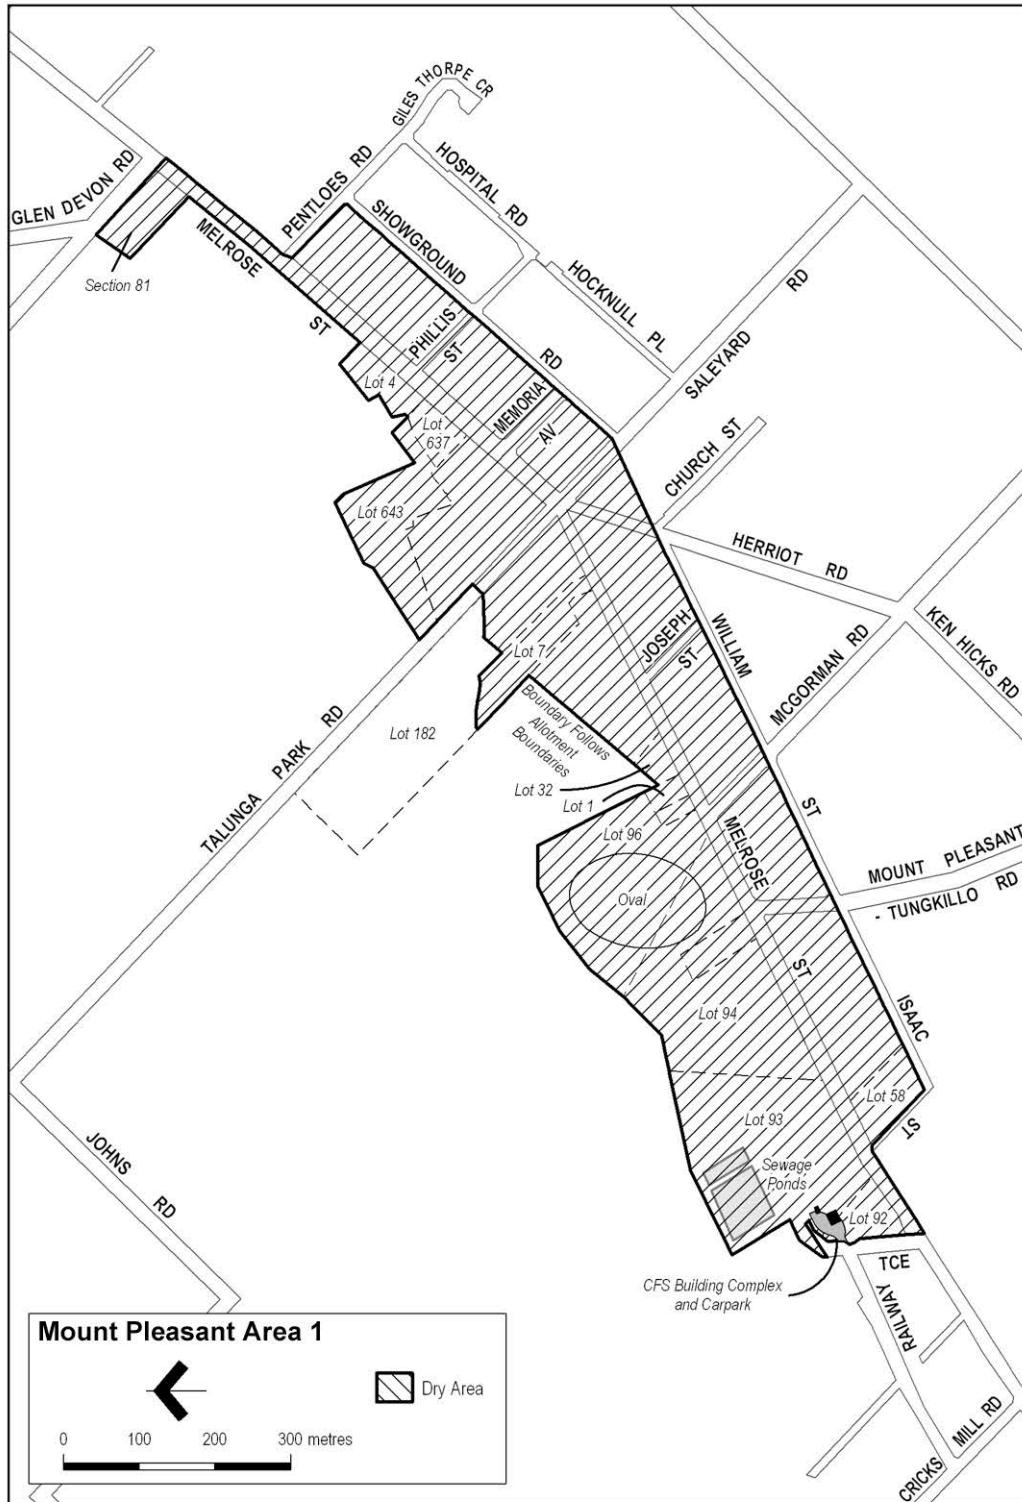 GILES THORPE CR
GLEN DEVON RD
PENTLOES RD
HOSPITAL RD
SHOWGROUND
RD
MELROSE
ST
Section 81
HOCKNULL PL
SALEYARD RD
PHILLIS
ST
Lot 4
MEMORIA
AV
Lot
637
CHURCH ST
Lot 643
HERRIOT RD
KEN HICKS RD
WILLIAM
ST
JOSEPH
ST
MCGORMAN RD
Lot 7
Boundary Follows
Allotment
Boundaries
Lot 182
TALUNGA PARK RD
Lot 32
Lot 1
Lot 96
MELROSE
ST
MOUNT PLEASANT
- TUNGKILLO RD
Oval
Lot 94
ISAAC
ST
Lot 58
Lot 93
Sewage
Ponds
Lot 92
JOHNS RD
TCE
RAILWAY
CFS Building Complex
and Carpark
MILL RD
CRICKS
Mount Pleasant Area 1
Dry Area
0 100 200 300 metres